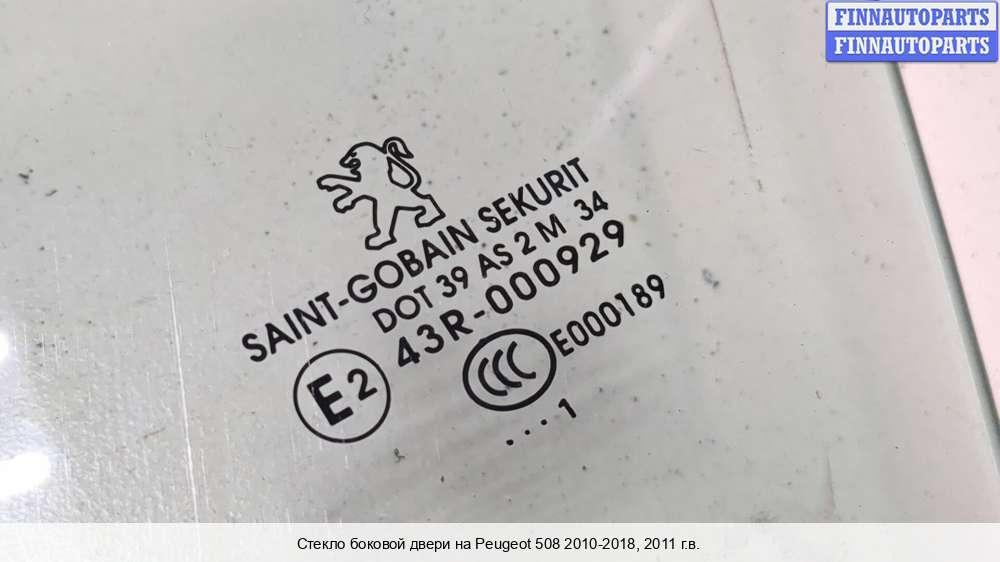 FINNAUTOPARTS
FINNAUTOPARTS
SAINT-GOBAIN SEKURIT
DOT 39 AS 2 M 34
43R-000929
E2
CCC
E000189
...1
Стекло боковой двери на Peugeot 508 2010-2018, 2011 г.в.